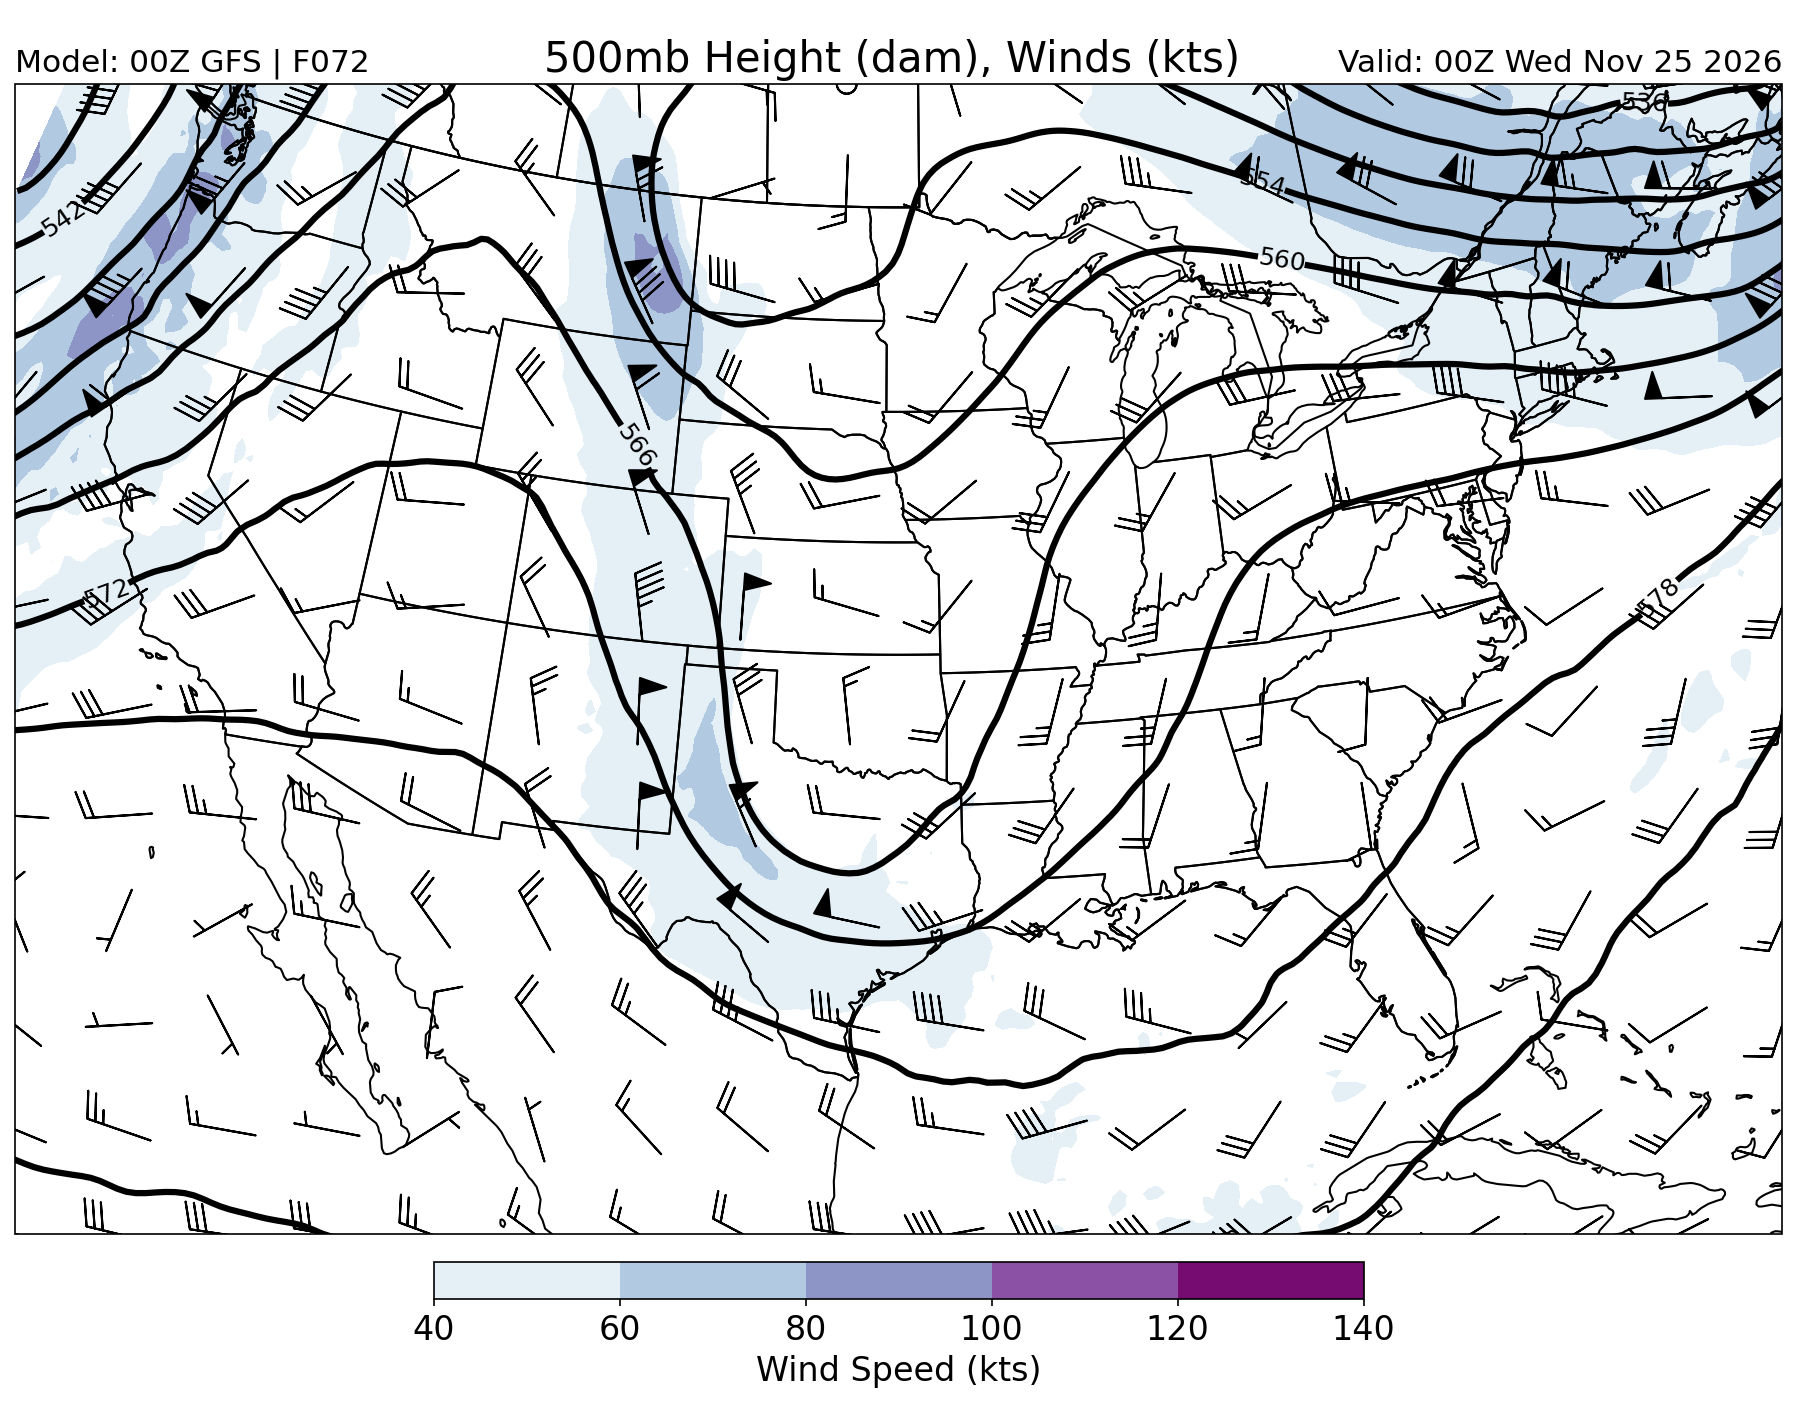 Model: 00Z GFS | F072
500mb Height (dam), Winds (kts)
Valid: 00Z Wed Nov 25 2026
536
542
554
560
566
572
578
40 60 80 100 120 140
Wind Speed (kts)